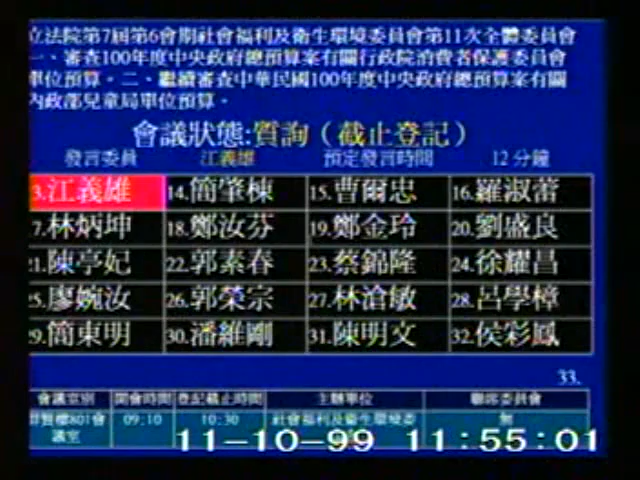 立法院第7屆第6會期社會福利及衛生環境委員會第11次全體委員會
一、審查100年度中央政府總預算案有關行政院消費者保護委員會
單位預算。二、繼續審查中華民國100年度中央政府總預算案有關
內政部兒童局單位預算。
會議狀態:質詢（截止登記）
發言委員 江義雄 預定發言時間 12分鐘
3.江義雄 14.簡肇棟 15.曹爾忠 16.羅淑蕾
7.林炳坤 18.鄭汝芬 19.鄭金玲 20.劉盛良
21.陳亭妃 22.郭素春 23.蔡錦隆 24.徐耀昌
25.廖婉汝 26.郭榮宗 27.林滄敏 28.呂學樟
29.簡東明 30.潘維剛 31.陳明文 32.侯彩鳳
33.
會議室別 開會時間 登記截止時間 主辦單位 聯席委員會
群賢樓801會 09:10 10:30 社會福利及衛生環境委 無
議室
11-10-99 11:55:01